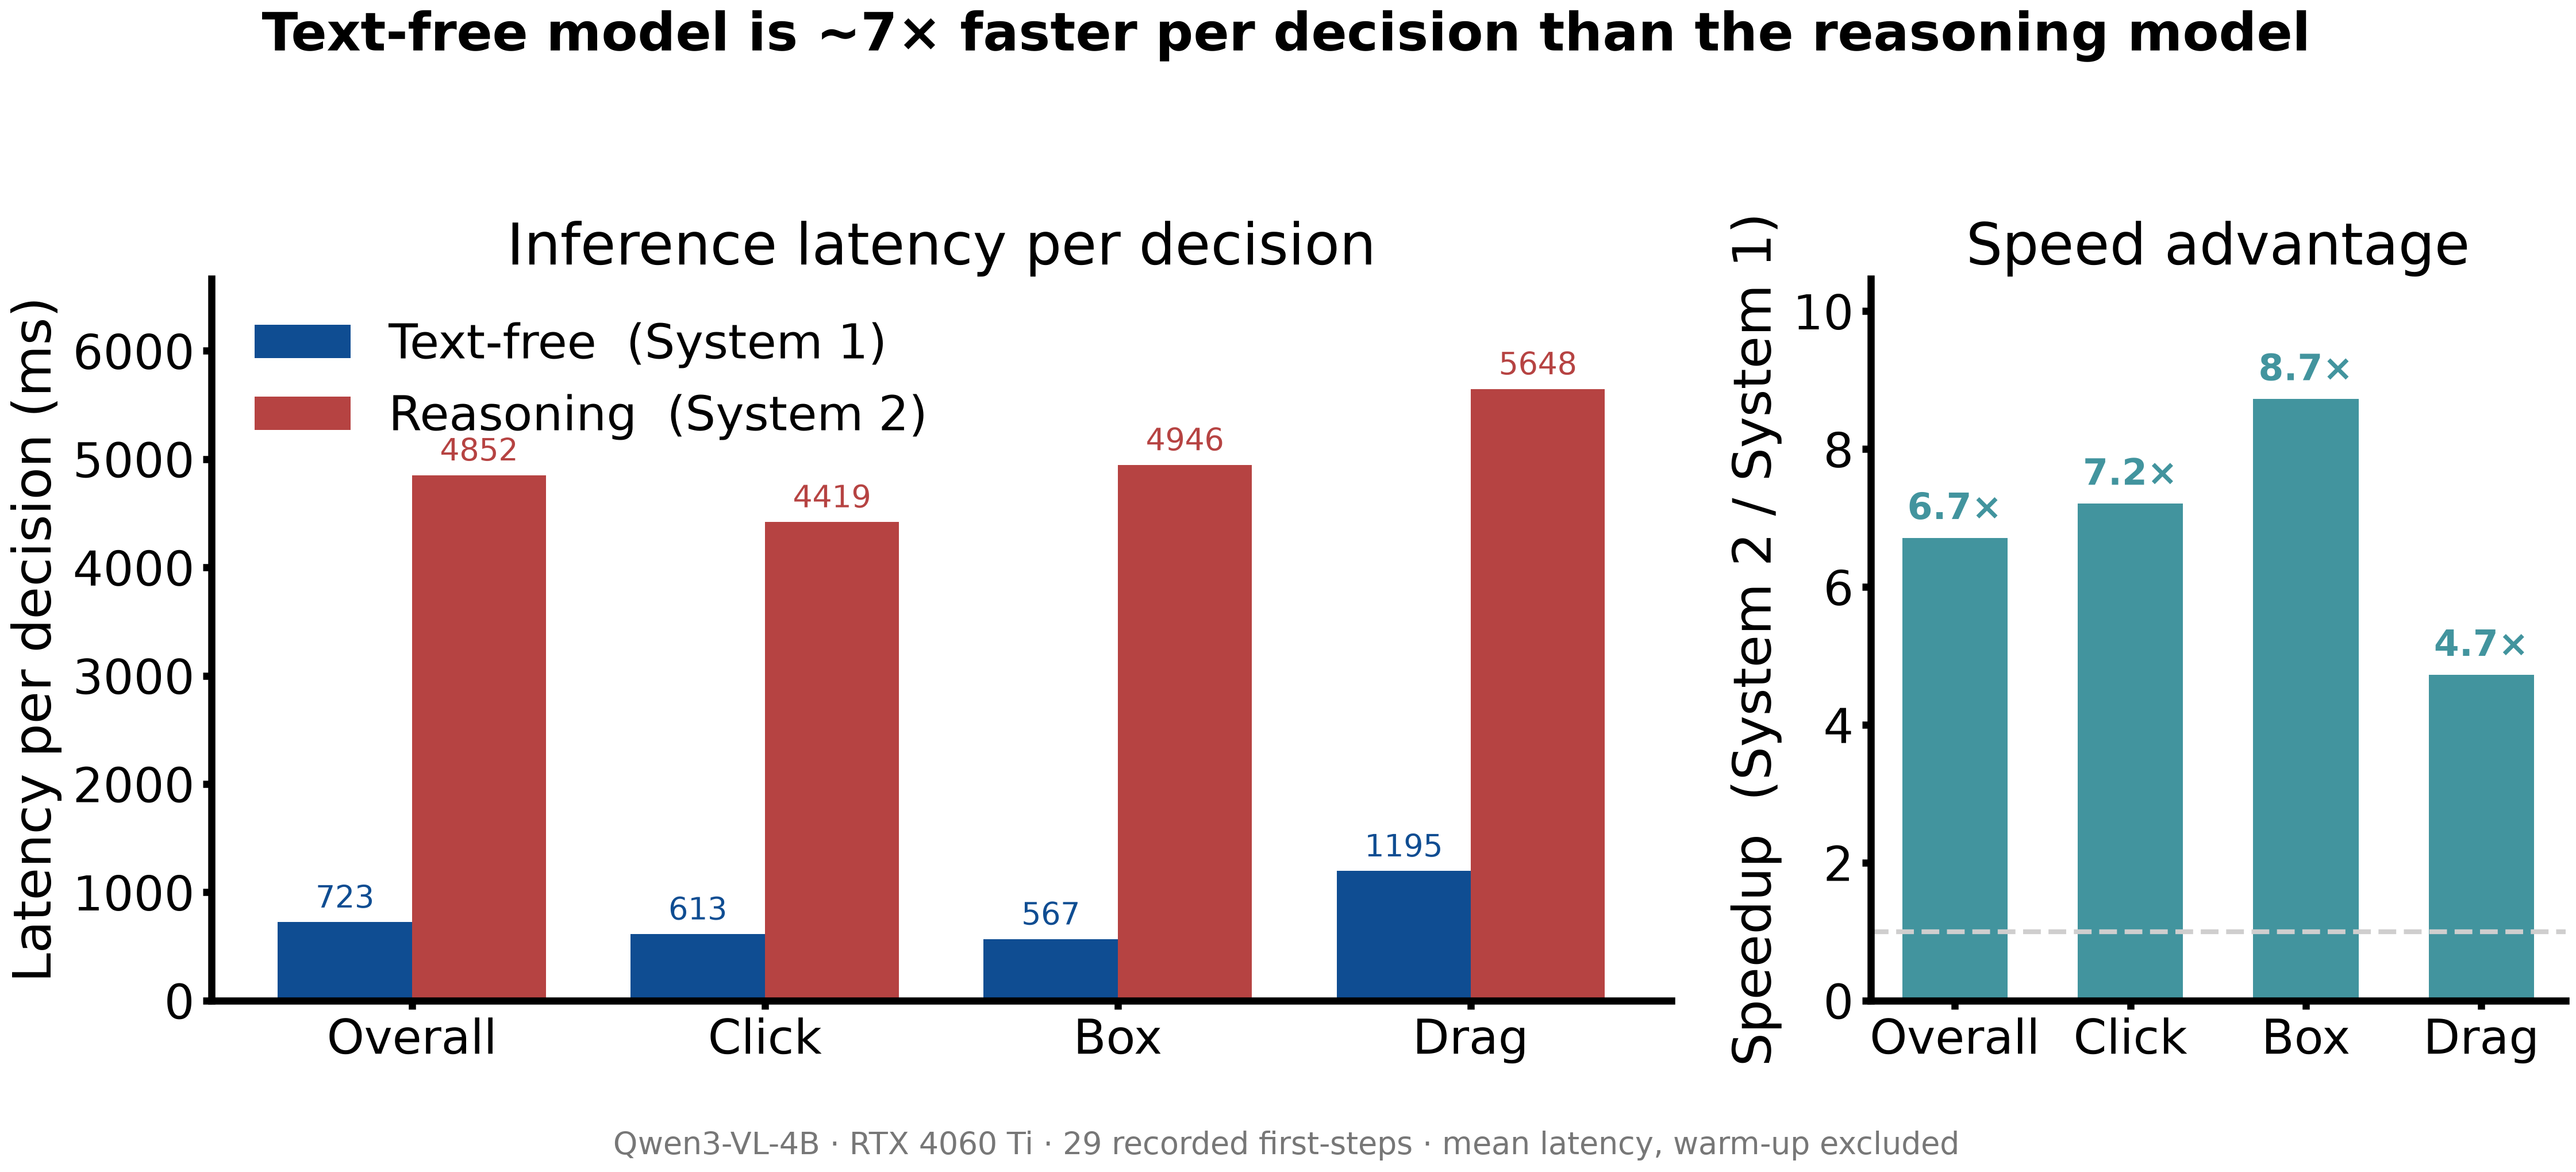 Text-free model is ~7× faster per decision than the reasoning model
Inference latency per decision
Latency per decision (ms)
6000
5000
4000
3000
2000
1000
0
Text-free (System 1)
Reasoning (System 2)
723
4852
613
4419
567
4946
1195
5648
Overall
Click
Box
Drag
Speed advantage
Speedup (System 2 / System 1)
10
8
6
4
2
0
6.7×
7.2×
8.7×
4.7×
Overall
Click
Box
Drag
Qwen3-VL-4B · RTX 4060 Ti · 29 recorded first-steps · mean latency, warm-up excluded